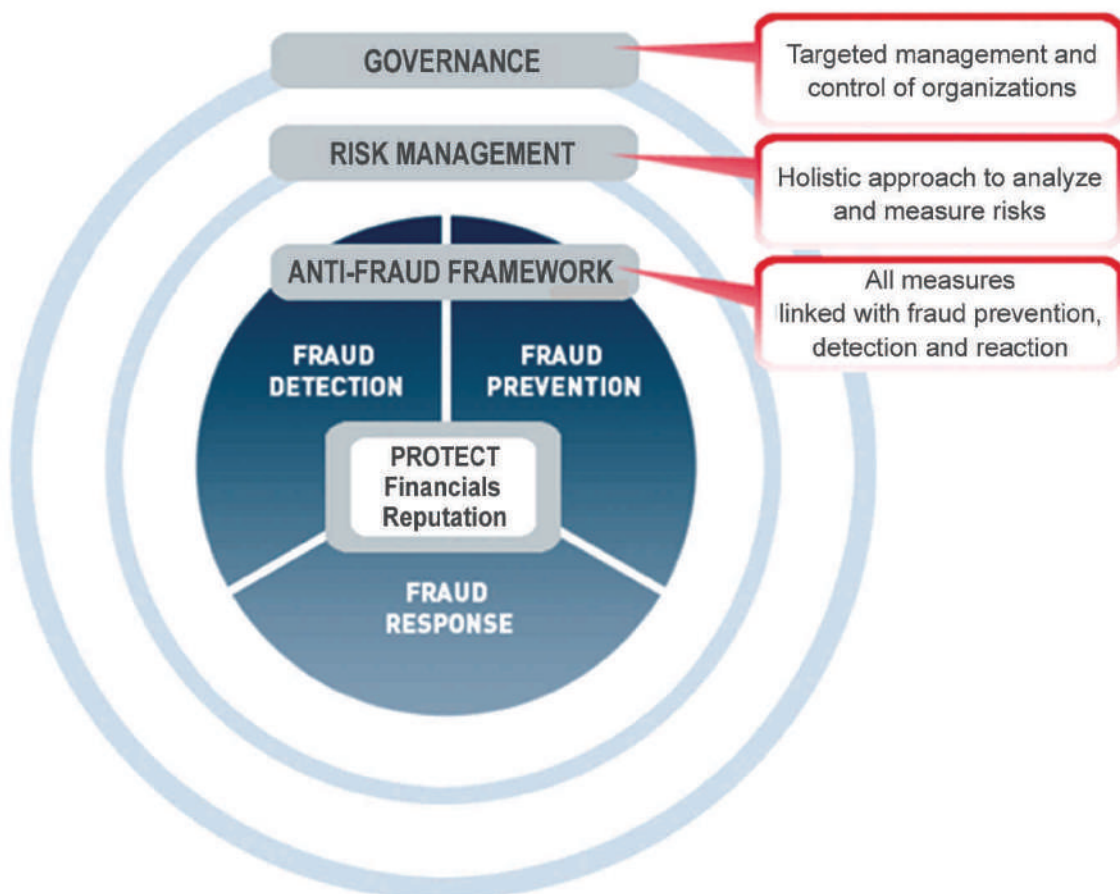 GOVERNANCE
Targeted management and
control of organizations
RISK MANAGEMENT
Holistic approach to analyze
and measure risks
ANTI-FRAUD FRAMEWORK
All measures
linked with fraud prevention,
detection and reaction
FRAUD
DETECTION
FRAUD
PREVENTION
PROTECT
Financials
Reputation
FRAUD
RESPONSE